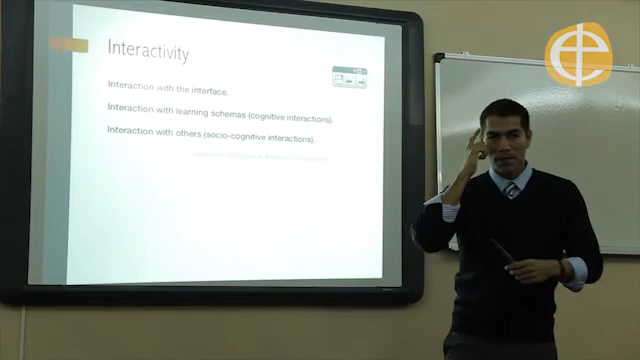 Interactivity
Interaction with the interface.
Interaction with learning schemas (cognitive interactions).
Interaction with others (socio-cognitive interactions).